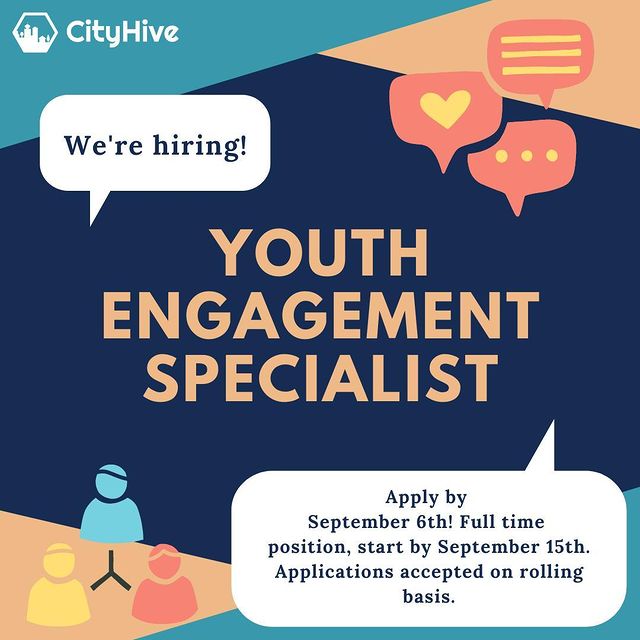 CityHive
We're hiring!
YOUTH
ENGAGEMENT
SPECIALIST
Apply by
September 6th! Full time
position, start by September 15th.
Applications accepted on rolling
basis.